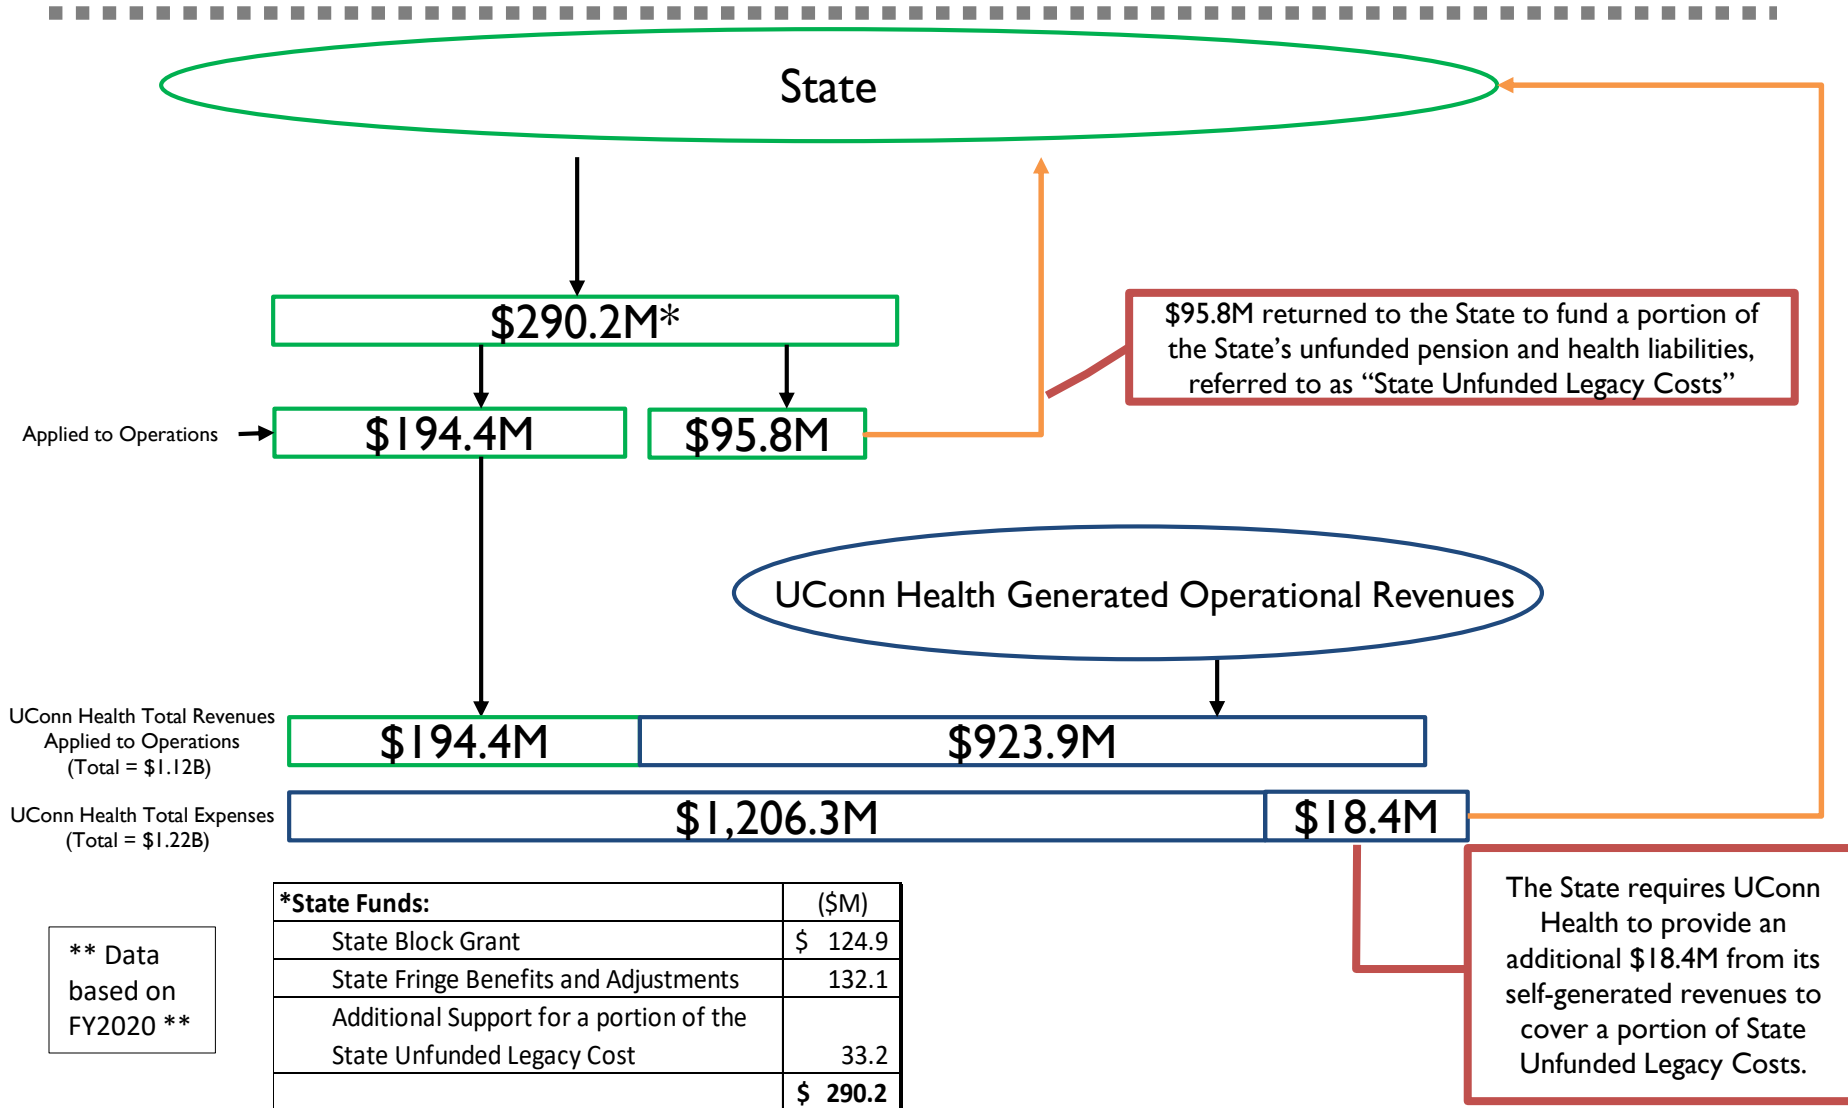 State
$290.2M*
$95.8M returned to the State to fund a portion of
the State’s unfunded pension and health liabilities,
referred to as “State Unfunded Legacy Costs”
Applied to Operations
$194.4M
$95.8M
UConn Health Generated Operational Revenues
UConn Health Total Revenues
Applied to Operations
(Total = $1.12B)
$194.4M
$923.9M
UConn Health Total Expenses
(Total = $1.22B)
$1,206.3M
$18.4M
The State requires UConn
Health to provide an
additional $18.4M from its
self-generated revenues to
cover a portion of State
Unfunded Legacy Costs.
** Data
based on
FY2020 **
*State Funds: ($M)
State Block Grant $ 124.9
State Fringe Benefits and Adjustments 132.1
Additional Support for a portion of the
State Unfunded Legacy Cost 33.2
$ 290.2